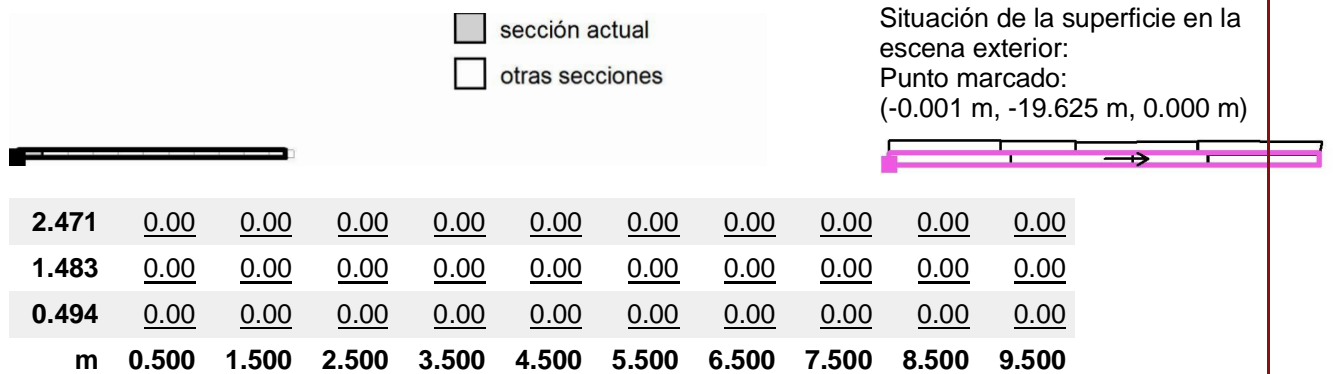 sección actual
otras secciones
Situación de la superficie en la
escena exterior:
Punto marcado:
(-0.001 m, -19.625 m, 0.000 m)
2.471 0.00 0.00 0.00 0.00 0.00 0.00 0.00 0.00 0.00 0.00
1.483 0.00 0.00 0.00 0.00 0.00 0.00 0.00 0.00 0.00 0.00
0.494 0.00 0.00 0.00 0.00 0.00 0.00 0.00 0.00 0.00 0.00
m 0.500 1.500 2.500 3.500 4.500 5.500 6.500 7.500 8.500 9.500